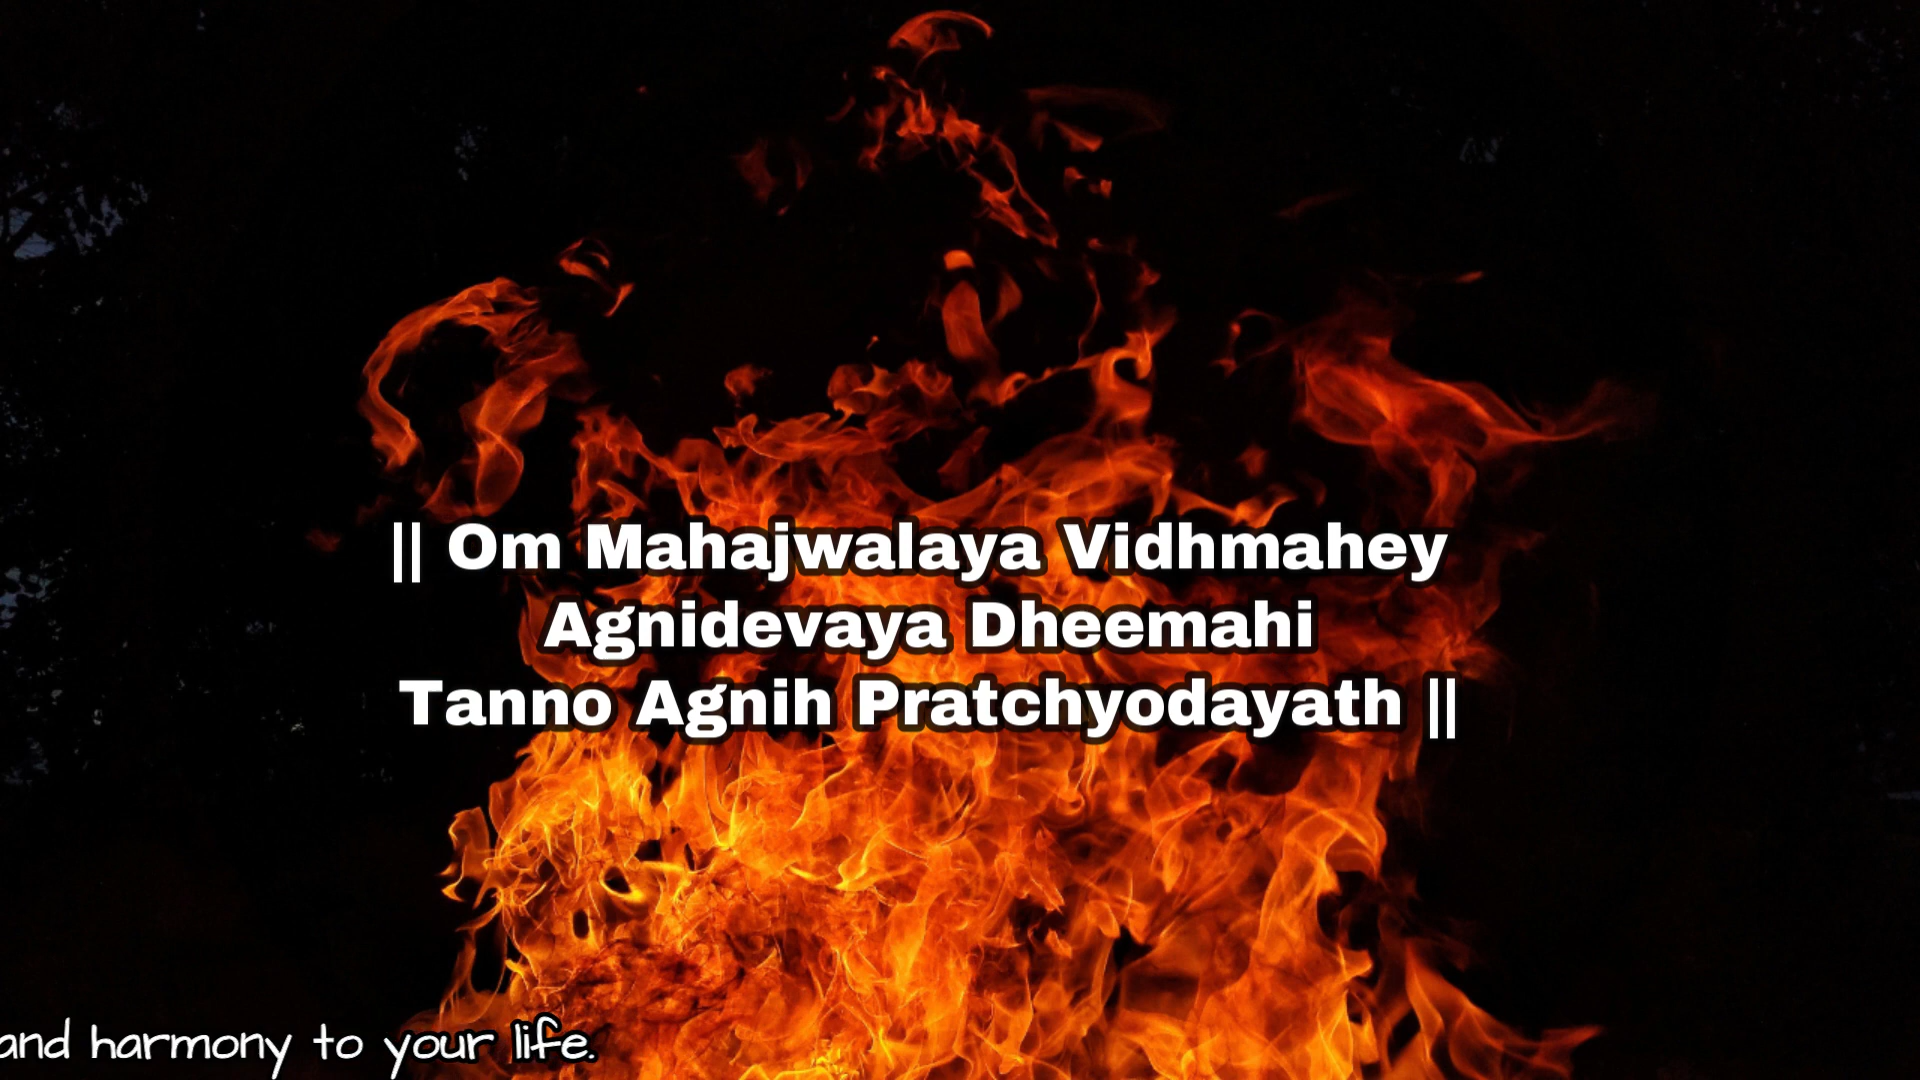 || Om Mahajwalaya Vidhmahey
Agnidevaya Dheemahi
Tanno Agnih Pratchyodayath ||
and harmony to your life.